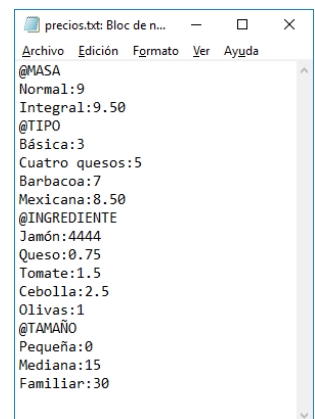 precios.txt: Bloc de n...
Archivo Edición Formato Ver Ayuda
@MASA
Normal:9
Integral:9.50
@TIPO
Básica:3
Cuatro quesos:5
Barbacoa:7
Mexicana:8.50
@INGREDIENTE
Jamón:4444
Queso:0.75
Tomate:1.5
Cebolla:2.5
Olivas:1
@TAMAÑO
Pequeña:0
Mediana:15
Familiar:30